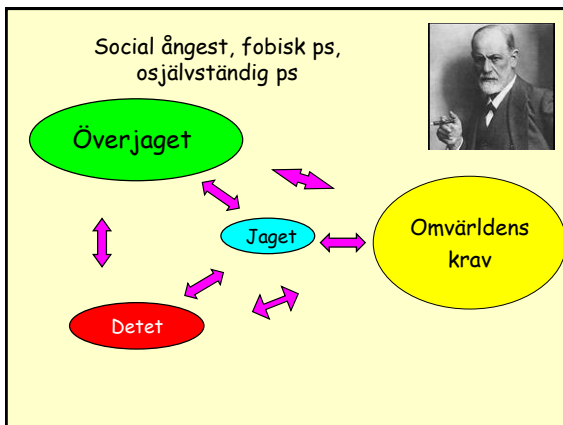 Social ångest, fobisk ps,
osjälvständig ps
Överjaget
Jaget
Omvärldens
krav
Detet